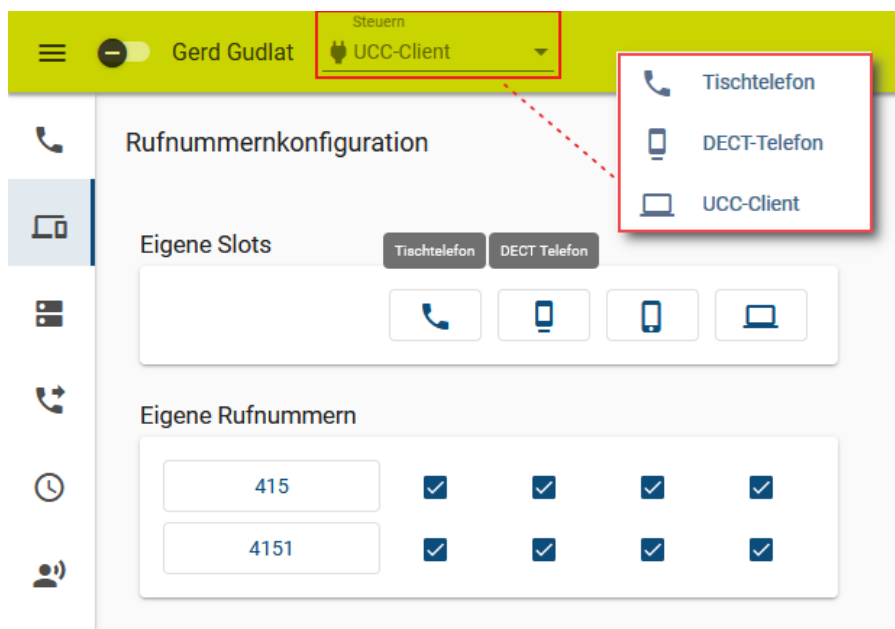 Steuern
Gerd Gudlat
UCC-Client
Tischtelefon
DECT-Telefon
UCC-Client
Rufnummernkonfiguration
Eigene Slots
Tischtelefon
DECT Telefon
Eigene Rufnummern
415
4151